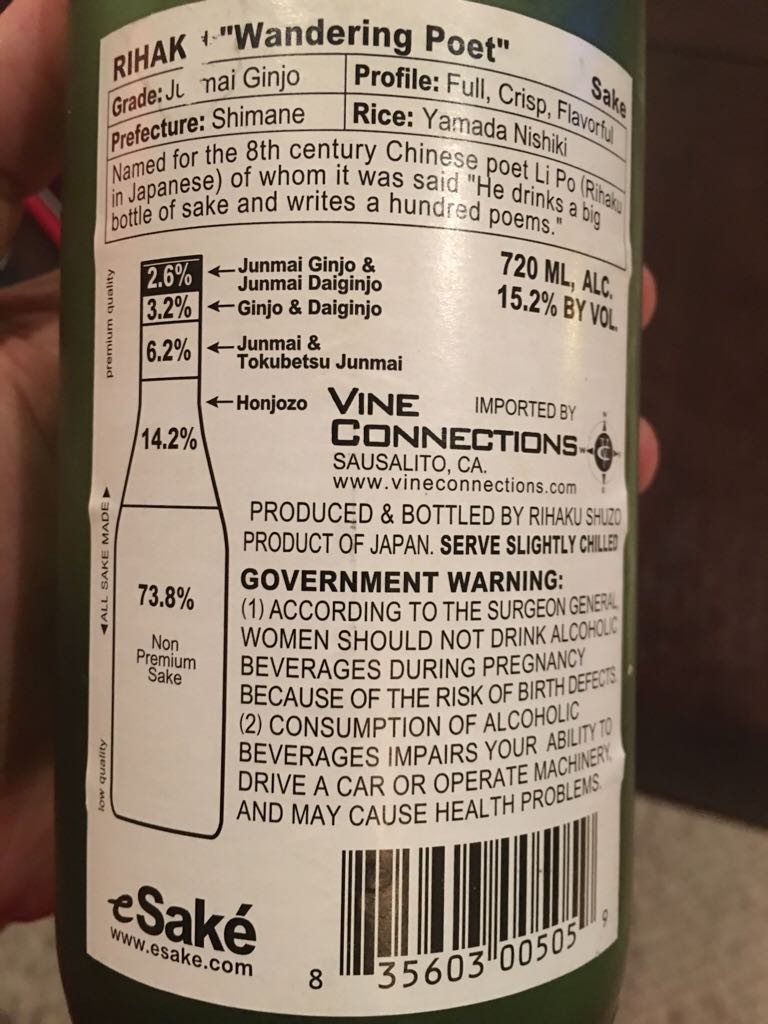 RIHAK "Wandering Poet"
Sake
Grade: Ju mai Ginjo
Profile: Full, Crisp, Flavorful
Prefecture: Shimane
Rice: Yamada Nishiki
Named for the 8th century Chinese poet Li Po (Rihaku
in Japanese) of whom it was said "He drinks a big
bottle of sake and writes a hundred poems."
premium quality
◄ALL SAKE MADE►
low quality
2.6% ←Junmai Ginjo &
Junmai Daiginjo
3.2% ←Ginjo & Daiginjo
6.2% ←Junmai &
Tokubetsu Junmai
←Honjozo
14.2%
73.8%
Non
Premium
Sake
720 ML, ALC.
15.2% BY VOL.
IMPORTED BY
VINE
CONNECTIONS
SAUSALITO, CA.
www.vineconnections.com
PRODUCED & BOTTLED BY RIHAKU SHUZO
PRODUCT OF JAPAN. SERVE SLIGHTLY CHILLED
GOVERNMENT WARNING:
(1) ACCORDING TO THE SURGEON GENERAL,
WOMEN SHOULD NOT DRINK ALCOHOLIC
BEVERAGES DURING PREGNANCY
BECAUSE OF THE RISK OF BIRTH DEFECTS.
(2) CONSUMPTION OF ALCOHOLIC
BEVERAGES IMPAIRS YOUR ABILITY TO
DRIVE A CAR OR OPERATE MACHINERY,
AND MAY CAUSE HEALTH PROBLEMS.
eSaké
www.esake.com
8 35603 00505 9